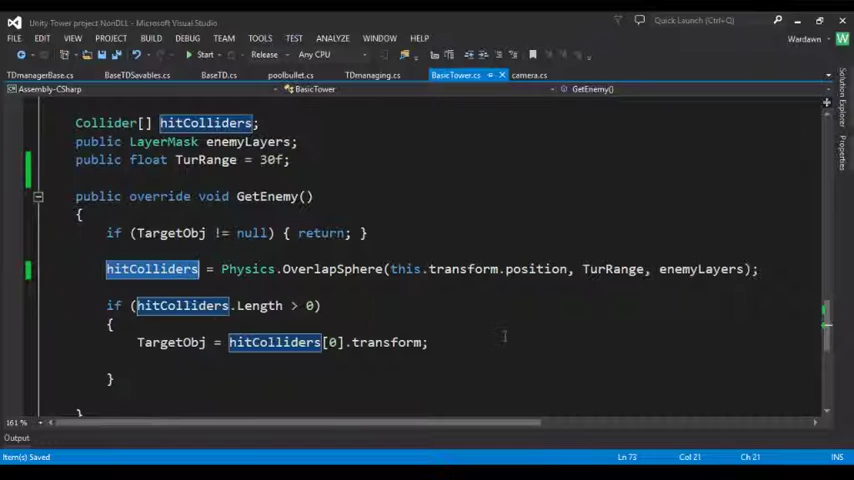 Unity Tower project NonDLL - Microsoft Visual Studio
Quick Launch (Ctrl+Q)
FILE EDIT VIEW PROJECT BUILD DEBUG TEAM TOOLS TEST ANALYZE WINDOW HELP
Wardawn W
Start Release Any CPU
TDmanagerBase.cs BaseTDSavables.cs BaseTD.cs poolbullet.cs TDmanaging.cs BasicTower.cs camera.cs
Assembly-CSharp BasicTower GetEnemy()
Collider[] hitColliders;
public LayerMask enemyLayers;
public float TurRange = 30f;
public override void GetEnemy()
{
if (TargetObj != null) { return; }
hitColliders = Physics.OverlapSphere(this.transform.position, TurRange, enemyLayers);
if (hitColliders.Length > 0)
{
TargetObj = hitColliders[0].transform;
}
}
161 %
Output
Item(s) Saved Ln 73 Col 21 Ch 21 INS
Solution Explorer
Properties